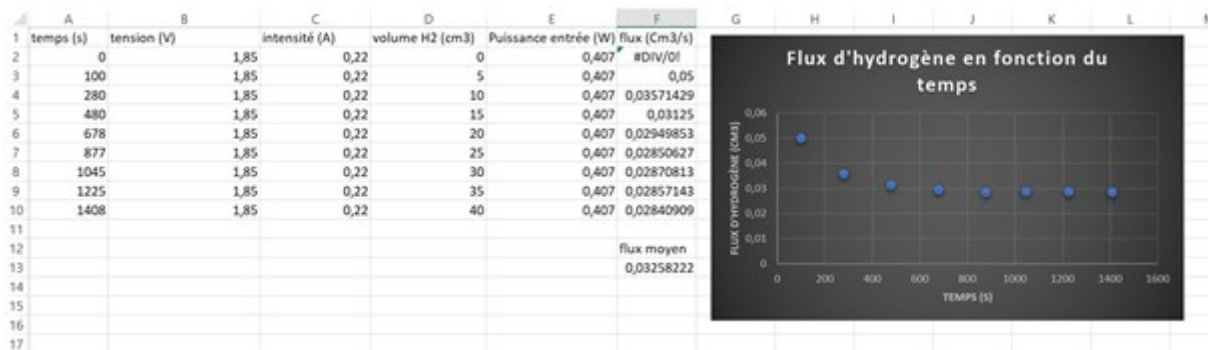 A B C D E F G H I J K L M
1 temps (s) tension (V) intensité (A) volume H2 (cm3) Puissance entrée (W) flux (Cm3/s)
2 0 1,85 0,22 0 0,407 #DIV/0!
3 100 1,85 0,22 5 0,407 0,05
4 280 1,85 0,22 10 0,407 0,03571429
5 480 1,85 0,22 15 0,407 0,03125
6 678 1,85 0,22 20 0,407 0,02949853
7 877 1,85 0,22 25 0,407 0,02850627
8 1045 1,85 0,22 30 0,407 0,02870813
9 1225 1,85 0,22 35 0,407 0,02857143
10 1408 1,85 0,22 40 0,407 0,02840909
11
12 flux moyen
13 0,03258222
14
15
16
17
Flux d'hydrogène en fonction du
temps
FLUX D'HYDROGÈNE (CM3)
0,06
0,05
0,04
0,03
0,02
0,01
0
0 200 400 600 800 1000 1200 1400 1600
TEMPS (S)